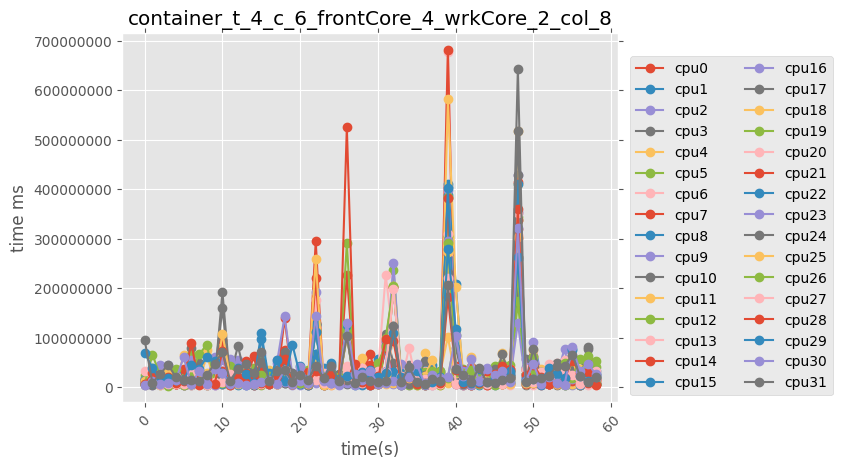 container_t_4_c_6_frontCore_4_wrkCore_2_col_8
700000000
600000000
500000000
400000000
300000000
200000000
100000000
0
time ms
0
10
20
30
40
50
60
time(s)
cpu0
cpu1
cpu2
cpu3
cpu4
cpu5
cpu6
cpu7
cpu8
cpu9
cpu10
cpu11
cpu12
cpu13
cpu14
cpu15
cpu16
cpu17
cpu18
cpu19
cpu20
cpu21
cpu22
cpu23
cpu24
cpu25
cpu26
cpu27
cpu28
cpu29
cpu30
cpu31